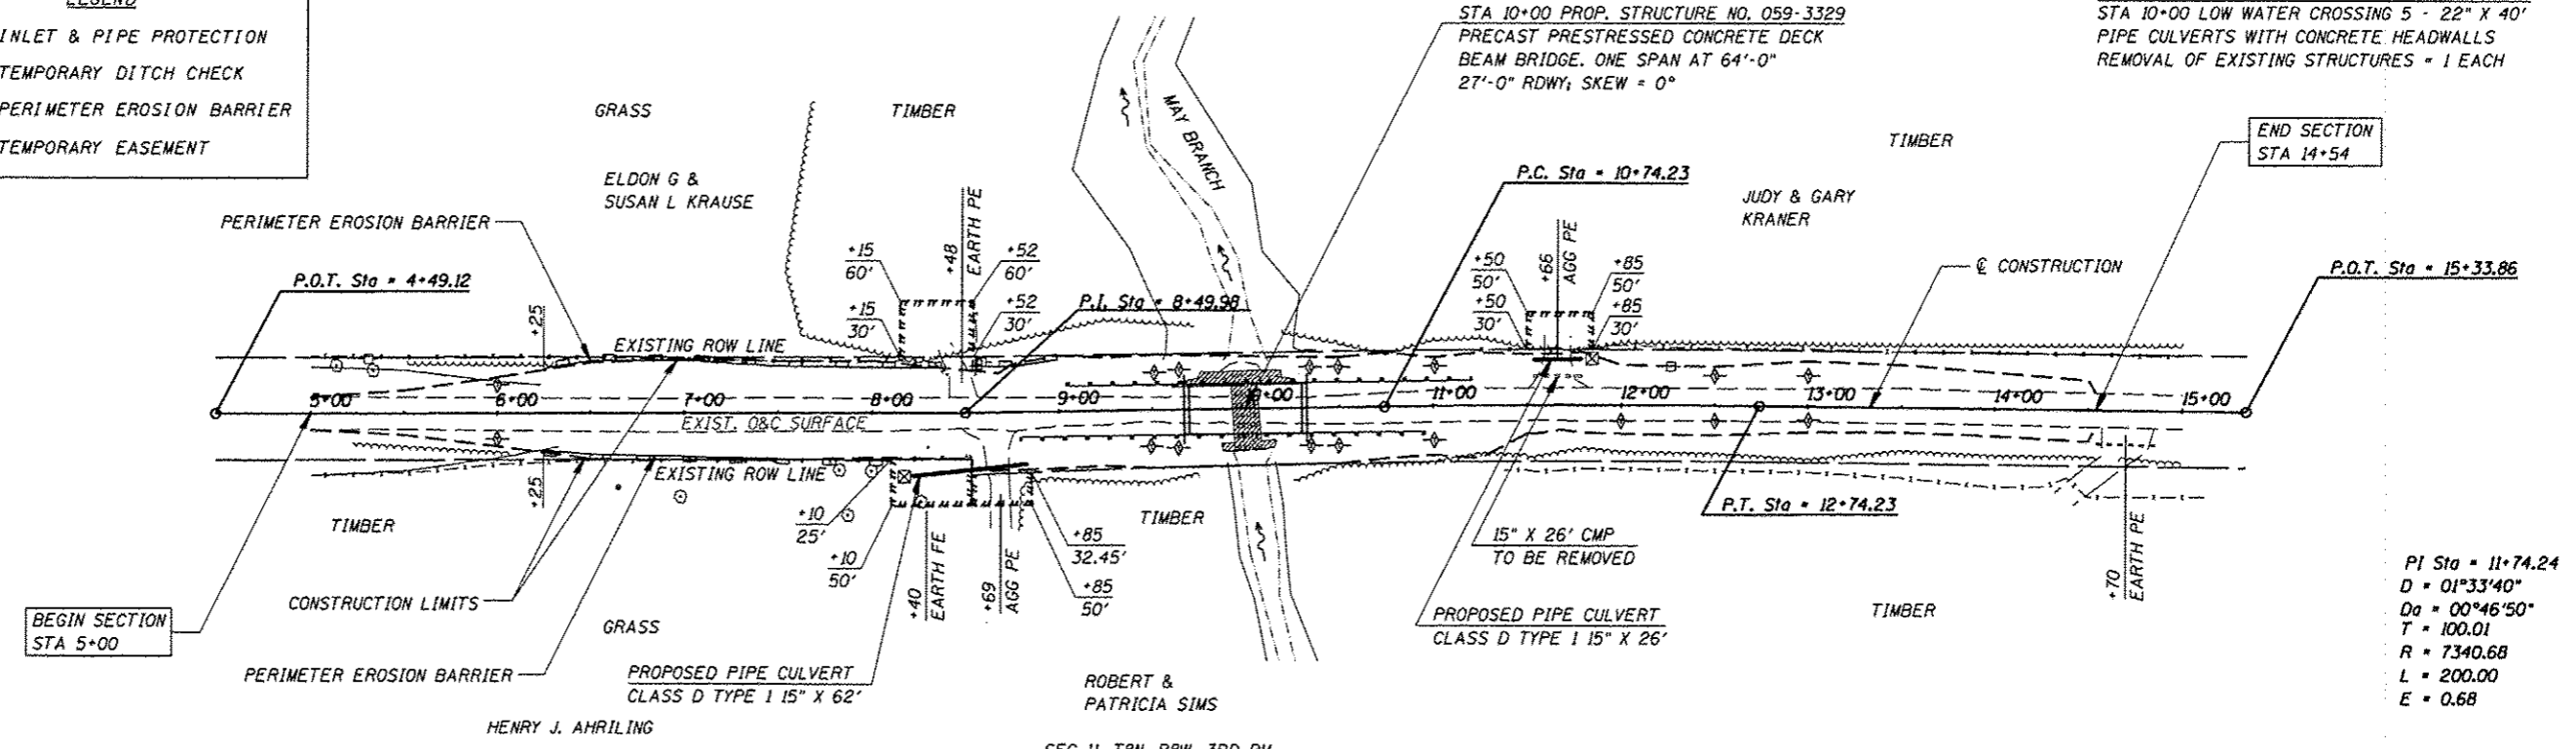 LEGEND
INLET & PIPE PROTECTION
TEMPORARY DITCH CHECK
PERIMETER EROSION BARRIER
TEMPORARY EASEMENT
STA 10+00 PROP. STRUCTURE NO. 059-3329
PRECAST PRESTRESSED CONCRETE DECK
BEAM BRIDGE. ONE SPAN AT 64'-0"
27'-0" RDWY; SKEW = 0°
STA 10+00 LOW WATER CROSSING 5 - 22" X 40'
PIPE CULVERTS WITH CONCRETE HEADWALLS
REMOVAL OF EXISTING STRUCTURES = 1 EACH
GRASS
TIMBER
MAY BRANCH
TIMBER
END SECTION
STA 14+54
ELDON G &
SUSAN L KRAUSE
P.C. Sta = 10+74.23
JUDY & GARY
KRANER
PERIMETER EROSION BARRIER
P.O.T. Sta = 4+49.12
+15
60'
+15
30'
+48
EARTH PE
+52
60'
+52
30'
P.I. Sta = 8+49.98
+50
50'
+50
30'
+66
AGG PE
+85
50'
+85
30'
℄ CONSTRUCTION
P.O.T. Sta = 15+33.86
+25
EXISTING ROW LINE
5+00
6+00
7+00
8+00
9+00
10+00
11+00
12+00
13+00
14+00
15+00
EXIST. O&C SURFACE
EXISTING ROW LINE
+25
TIMBER
+10
25'
+10
50'
+40
EARTH FE
+69
AGG PE
+85
32.45'
+85
50'
TIMBER
15" X 26' CMP
TO BE REMOVED
P.T. Sta = 12+74.23
+70
EARTH PE
BEGIN SECTION
STA 5+00
CONSTRUCTION LIMITS
GRASS
PERIMETER EROSION BARRIER
PROPOSED PIPE CULVERT
CLASS D TYPE 1 15" X 62'
PROPOSED PIPE CULVERT
CLASS D TYPE 1 15" X 26'
TIMBER
PI Sta = 11+74.24
D = 01°33'40"
Da = 00°46'50"
T = 100.01
R = 7340.68
L = 200.00
E = 0.68
HENRY J. AHRILING
ROBERT &
PATRICIA SIMS